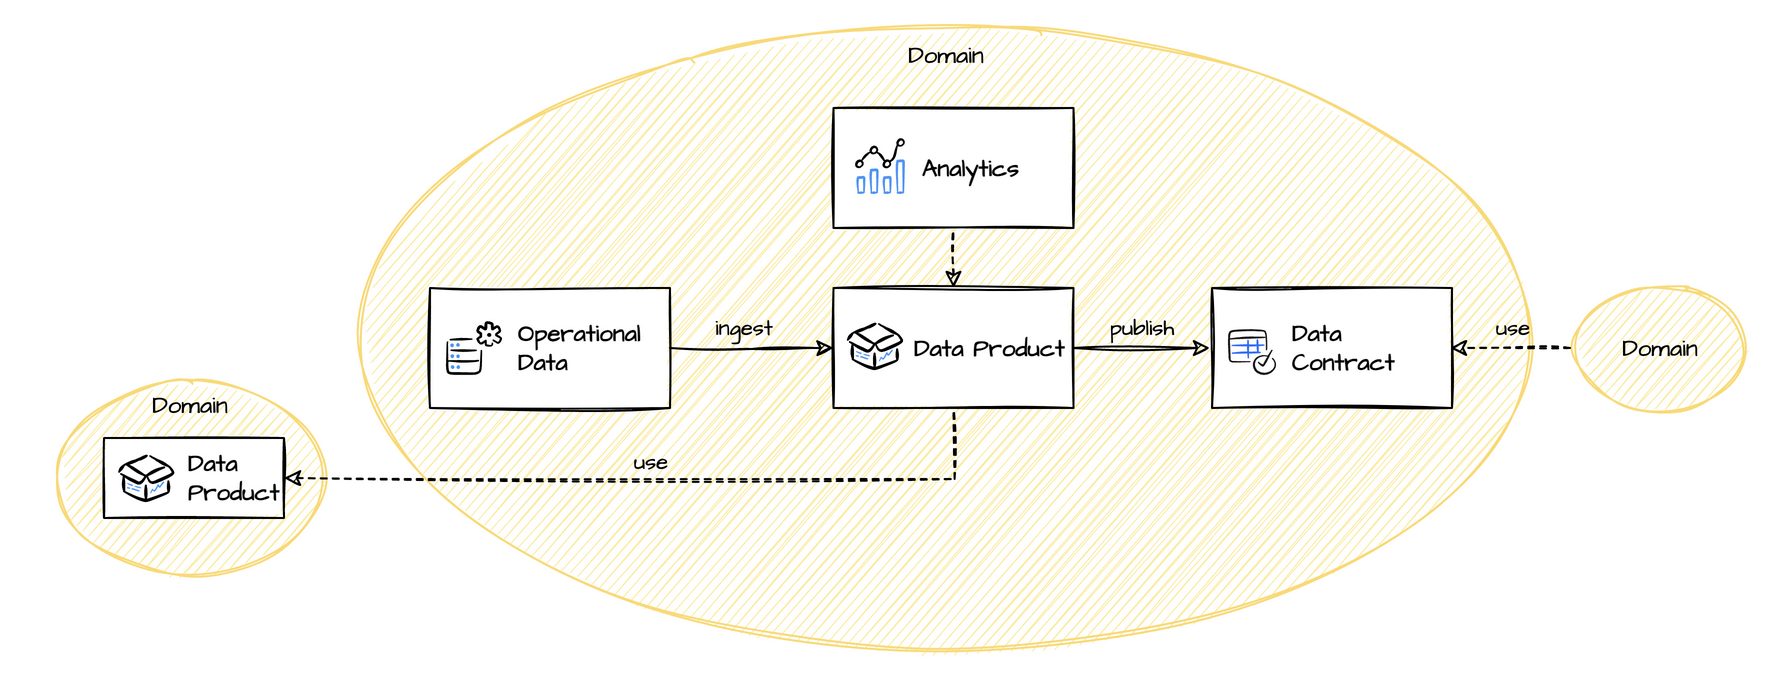 Domain
Analytics
Operational
Data
ingest
Data Product
publish
Data
Contract
use
Domain
Domain
Data
Product
use